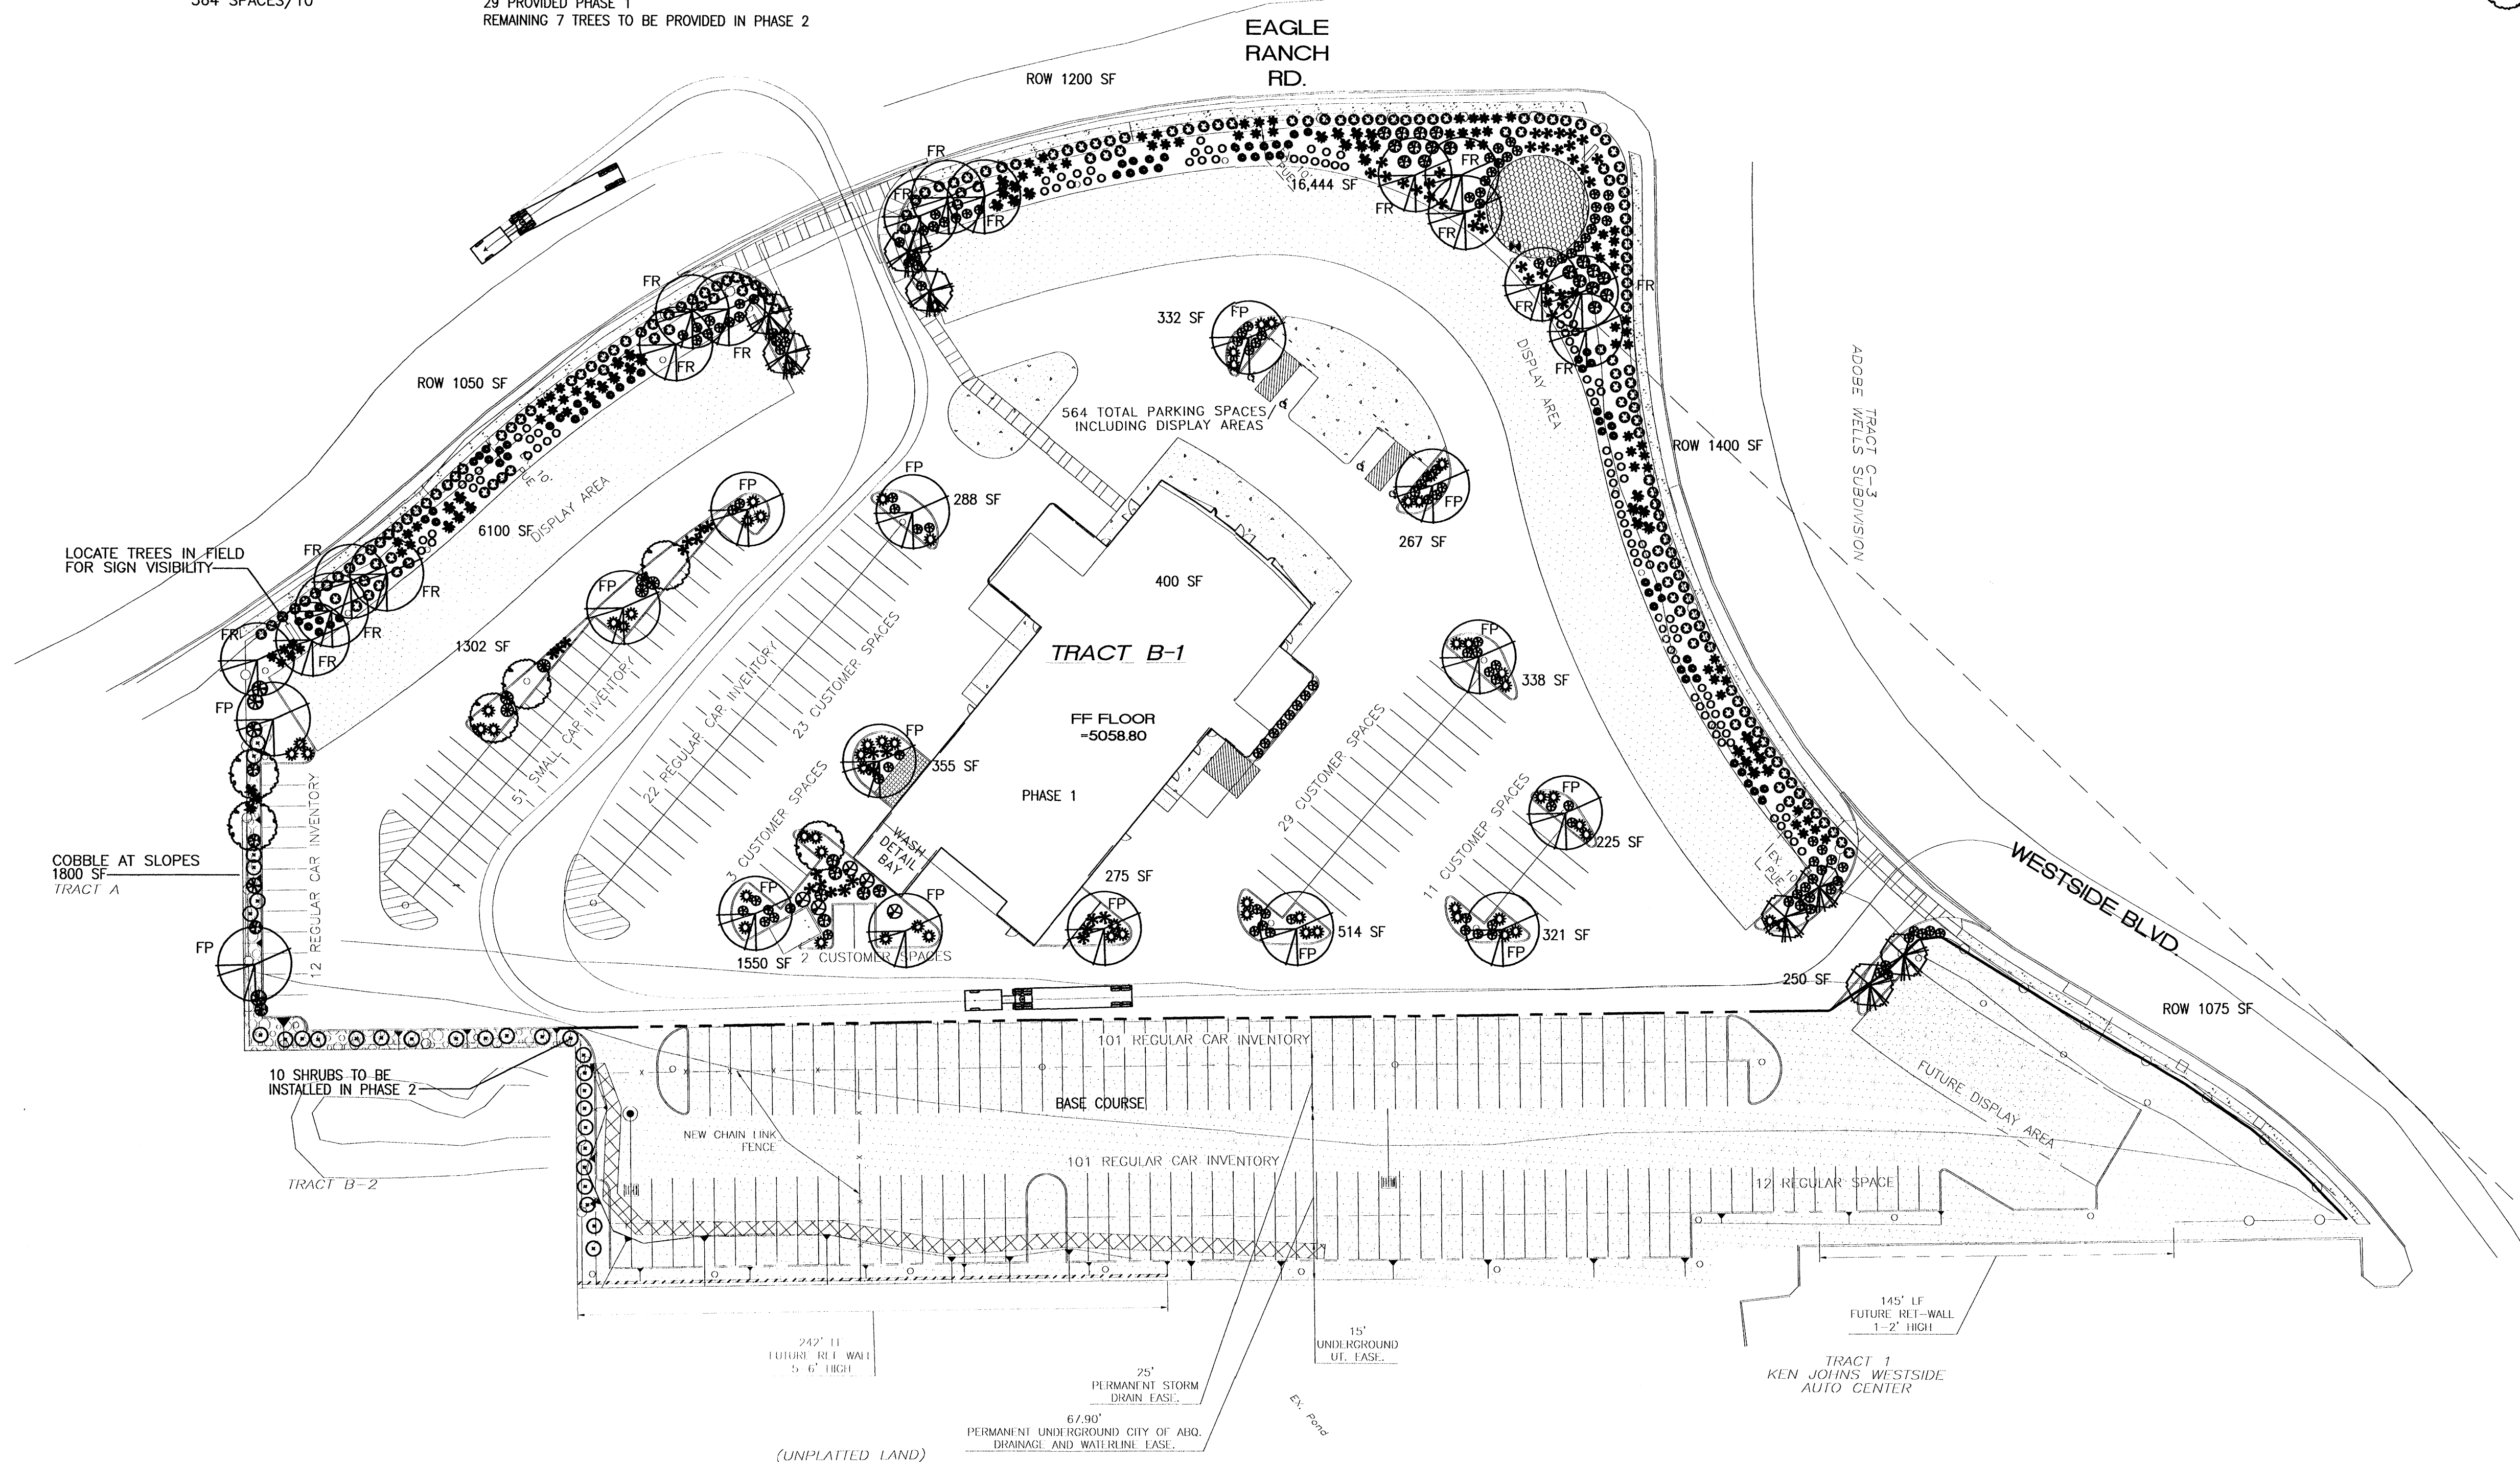 29 PROVIDED PHASE 1
REMAINING 7 TREES TO BE PROVIDED IN PHASE 2
EAGLE
RANCH
RD.
ROW 1200 SF
FR
FR
FR
FR
FR
FR
10'
PUE
16,444 SF
FR
FR
FR
FR
FR
FR
ROW 1050 SF
332 SF
FP
DISPLAY AREA
564 TOTAL PARKING SPACES/
INCLUDING DISPLAY AREAS
ROW 1400 SF
TRACT C-3
ADOBE WELLS SUBDIVISION
10'
PUE
6100 SF
DISPLAY AREA
FP
FP
288 SF
FP
267 SF
LOCATE TREES IN FIELD
FOR SIGN VISIBILITY
FR
FR
FR
FR
FR
FP
FP
1302 SF
400 SF
TRACT B-1
FP
338 SF
FF FLOOR
=5058.80
51 SMALL CAR INVENTORY
22 REGULAR CAR INVENTORY
23 CUSTOMER SPACES
FP
355 SF
PHASE 1
29 CUSTOMER SPACES
11 CUSTOMER SPACES
FP
225 SF
COBBLE AT SLOPES
1800 SF
TRACT A
12 REGULAR CAR INVENTORY
3 CUSTOMER SPACES
WASH
DETAIL
BAY
275 SF
EX. 10'
PUE
WESTSIDE BLVD.
FP
FP
FP
FP
514 SF
FP
321 SF
FP
1550 SF
2 CUSTOMER SPACES
250 SF
ROW 1075 SF
101 REGULAR CAR INVENTORY
10 SHRUBS TO BE
INSTALLED IN PHASE 2
BASE COURSE
FUTURE DISPLAY AREA
NEW CHAIN LINK
FENCE
101 REGULAR CAR INVENTORY
TRACT B-2
12 REGULAR SPACE
242' LF
FUTURE RET WALL
5-6' HIGH
15'
UNDERGROUND
UT. EASE.
145' LF
FUTURE RET-WALL
1-2' HIGH
25'
PERMANENT STORM
DRAIN EASE.
TRACT 1
KEN JOHNS WESTSIDE
AUTO CENTER
67.90'
PERMANENT UNDERGROUND CITY OF ABQ.
DRAINAGE AND WATERLINE EASE.
EX. Pond
(UNPLATTED LAND)